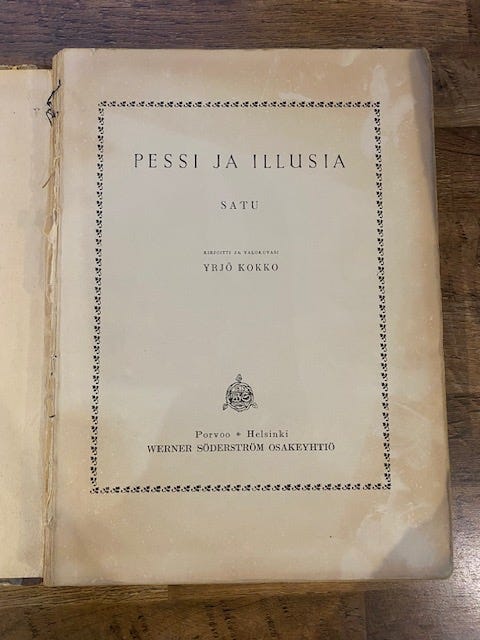 PESSI JA ILLUSIA
SATU
KIRJOITTI JA VALOKUVASI
YRJÖ KOKKO
Porvoo * Helsinki
WERNER SÖDERSTRÖM OSAKEYHTIÖ